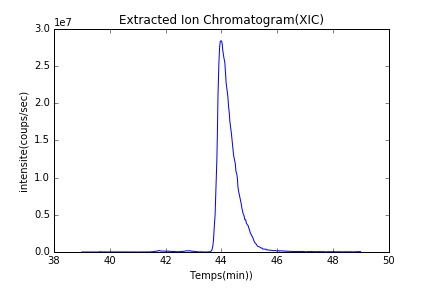 Extracted Ion Chromatogram(XIC)
1e7
3.0
2.5
2.0
1.5
1.0
0.5
0.0
intensite(coups/sec)
38 40 42 44 46 48 50
Temps(min))